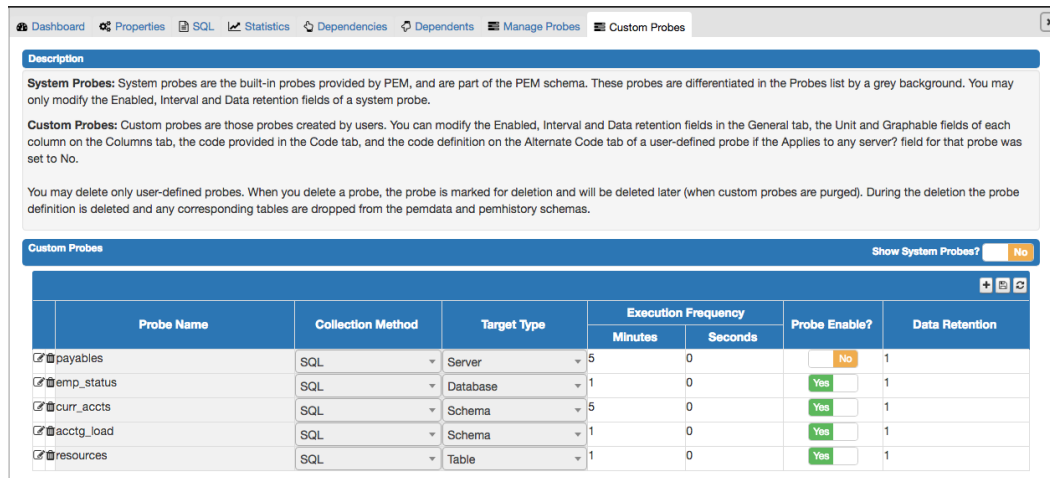 Dashboard Properties SQL Statistics Dependencies Dependents Manage Probes Custom Probes
Description
System Probes: System probes are the built-in probes provided by PEM, and are part of the PEM schema. These probes are differentiated in the Probes list by a grey background. You may
only modify the Enabled, Interval and Data retention fields of a system probe.
Custom Probes: Custom probes are those probes created by users. You can modify the Enabled, Interval and Data retention fields in the General tab, the Unit and Graphable fields of each
column on the Columns tab, the code provided in the Code tab, and the code definition on the Alternate Code tab of a user-defined probe if the Applies to any server? field for that probe was
set to No.
You may delete only user-defined probes. When you delete a probe, the probe is marked for deletion and will be deleted later (when custom probes are purged). During the deletion the probe
definition is deleted and any corresponding tables are dropped from the pemdata and pemhistory schemas.
Custom Probes Show System Probes? No
Probe Name Collection Method Target Type Execution Frequency Probe Enable? Data Retention
Minutes Seconds
payables SQL Server 5 0 No 1
emp_status SQL Database 1 0 Yes 1
curr_accts SQL Schema 5 0 Yes 1
acctg_load SQL Schema 1 0 Yes 1
resources SQL Table 1 0 Yes 1